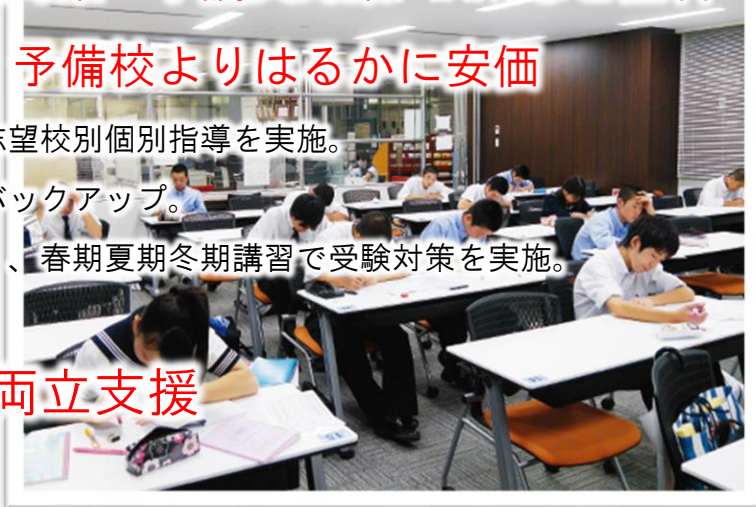 予備校よりはるかに安価
志望校別個別指導を実施。
バックアップ。
、春期夏期冬期講習で受験対策を実施。
両立支援